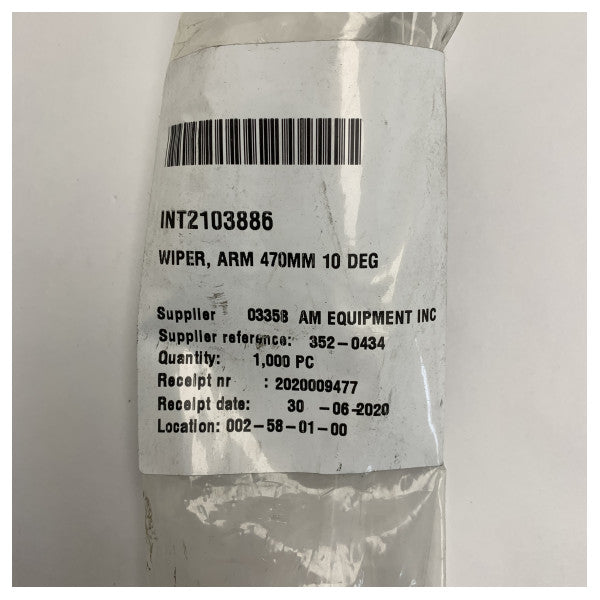 INT2103886
WIPER, ARM 470MM 10 DEG
Supplier 03358 AM EQUIPMENT INC
Supplier reference: 352-0434
Quantity: 1,000 PC
Receipt nr : 2020009477
Receipt date: 30 -06-2020
Location: 002-58-01-00